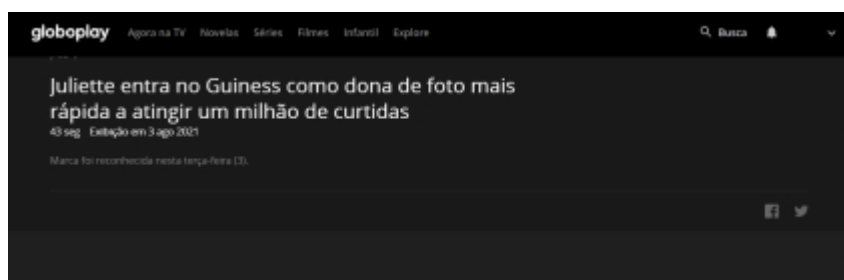 globoplay Agora na TV Novelas Séries Filmes Infantil Explore Busca
Juliette entra no Guiness como dona de foto mais
rápida a atingir um milhão de curtidas
43 seg Exibição em 3 ago 2021
Marca foi reconhecida nesta terça-feira (3).